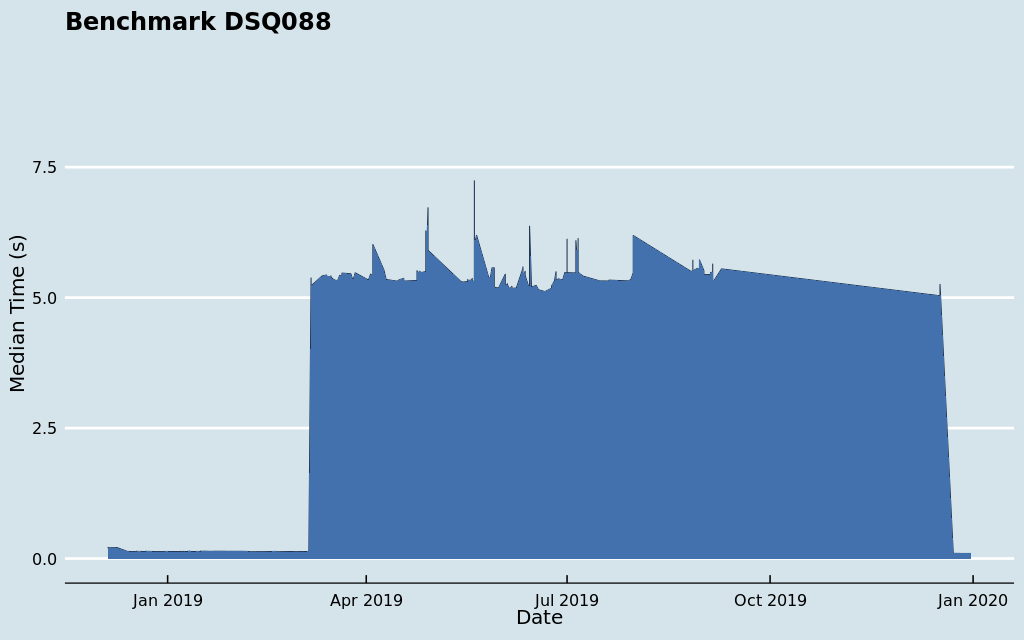 Benchmark DSQ088
Median Time (s)
7.5
5.0
2.5
0.0
Jan 2019
Apr 2019
Jul 2019
Oct 2019
Jan 2020
Date